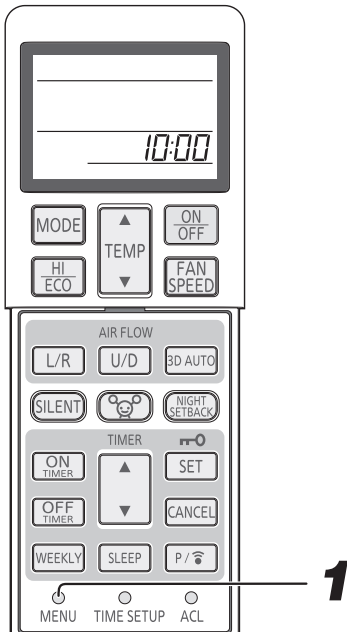 10:00
MODE
TEMP
ON
OFF
HI
ECO
FAN
SPEED
AIR FLOW
L/R U/D 3D AUTO
SILENT
NIGHT
SETBACK
TIMER
ON
TIMER
SET
OFF
TIMER
CANCEL
WEEKLY SLEEP P/
1
MENU TIME SETUP ACL